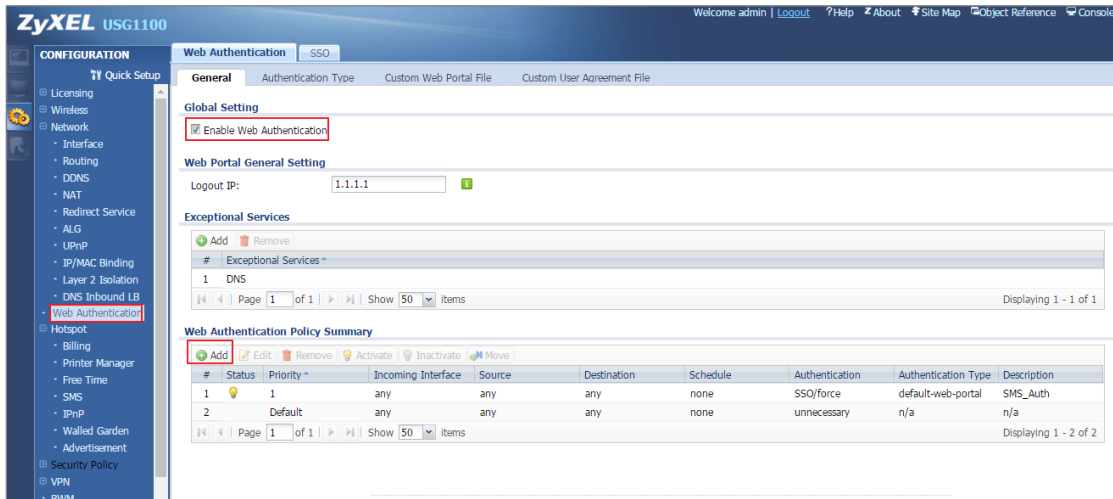 Welcome admin | Logout ?Help Z About Site Map Object Reference Console
ZyXEL USG1100
CONFIGURATION
Quick Setup
Licensing
Wireless
Network
Interface
Routing
DDNS
NAT
Redirect Service
ALG
UPnP
IP/MAC Binding
Layer 2 Isolation
DNS Inbound LB
Web Authentication
Hotspot
Billing
Printer Manager
Free Time
SMS
IPnP
Walled Garden
Advertisement
Security Policy
VPN
BWM
Web Authentication SSO
General Authentication Type Custom Web Portal File Custom User Agreement File
Global Setting
Enable Web Authentication
Web Portal General Setting
Logout IP: 1.1.1.1
Exceptional Services
Add Remove
# Exceptional Services
1 DNS
Page 1 of 1 Show 50 items Displaying 1 - 1 of 1
Web Authentication Policy Summary
Add Edit Remove Activate Inactivate Move
# Status Priority Incoming Interface Source Destination Schedule Authentication Authentication Type Description
1 1 any any any none SSO/force default-web-portal SMS_Auth
2 Default any any any none unnecessary n/a n/a
Page 1 of 1 Show 50 items Displaying 1 - 2 of 2